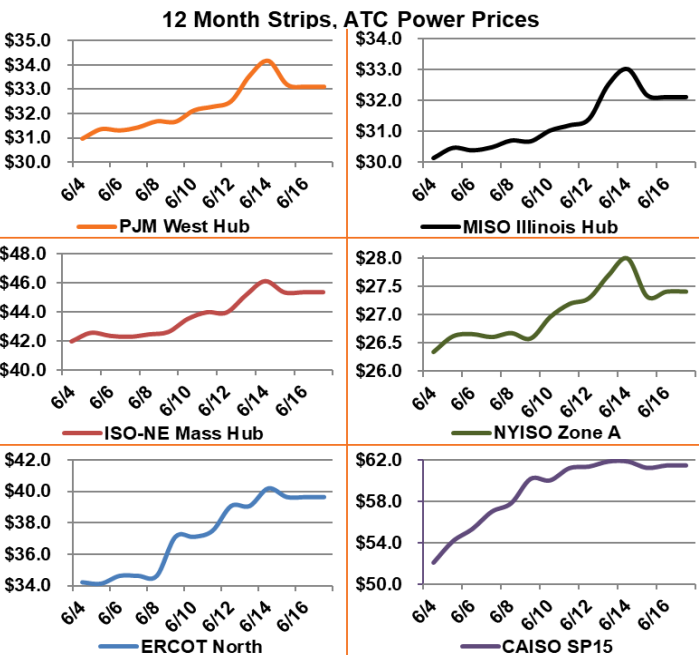 12 Month Strips, ATC Power Prices
$35.0
$34.0
$33.0
$32.0
$31.0
$30.0
6/4 6/6 6/8 6/10 6/12 6/14 6/16
PJM West Hub
$34.0
$33.0
$32.0
$31.0
$30.0
6/4 6/6 6/8 6/10 6/12 6/14 6/16
MISO Illinois Hub
$48.0
$46.0
$44.0
$42.0
$40.0
6/4 6/6 6/8 6/10 6/12 6/14 6/16
ISO-NE Mass Hub
$28.0
$27.5
$27.0
$26.5
$26.0
6/4 6/6 6/8 6/10 6/12 6/14 6/16
NYISO Zone A
$42.0
$40.0
$38.0
$36.0
$34.0
6/4 6/6 6/8 6/10 6/12 6/14 6/16
ERCOT North
$62.0
$58.0
$54.0
$50.0
6/4 6/6 6/8 6/10 6/12 6/14 6/16
CAISO SP15